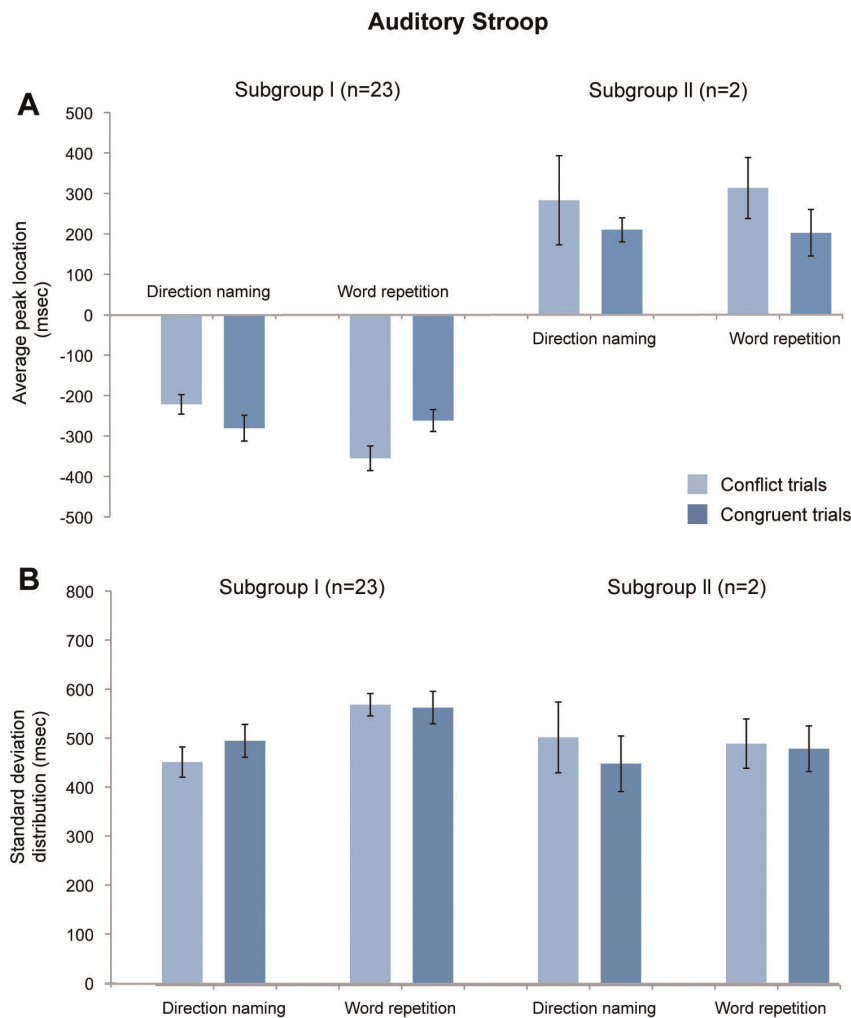 Auditory Stroop
A
Subgroup I (n=23)
Subgroup II (n=2)
Average peak location
(msec)
500
400
300
200
100
0
-100
-200
-300
-400
-500
Direction naming
Word repetition
Direction naming
Word repetition
Conflict trials
Congruent trials
B
Subgroup I (n=23)
Subgroup II (n=2)
Standard deviation
distribution (msec)
800
700
600
500
400
300
200
100
0
Direction naming
Word repetition
Direction naming
Word repetition